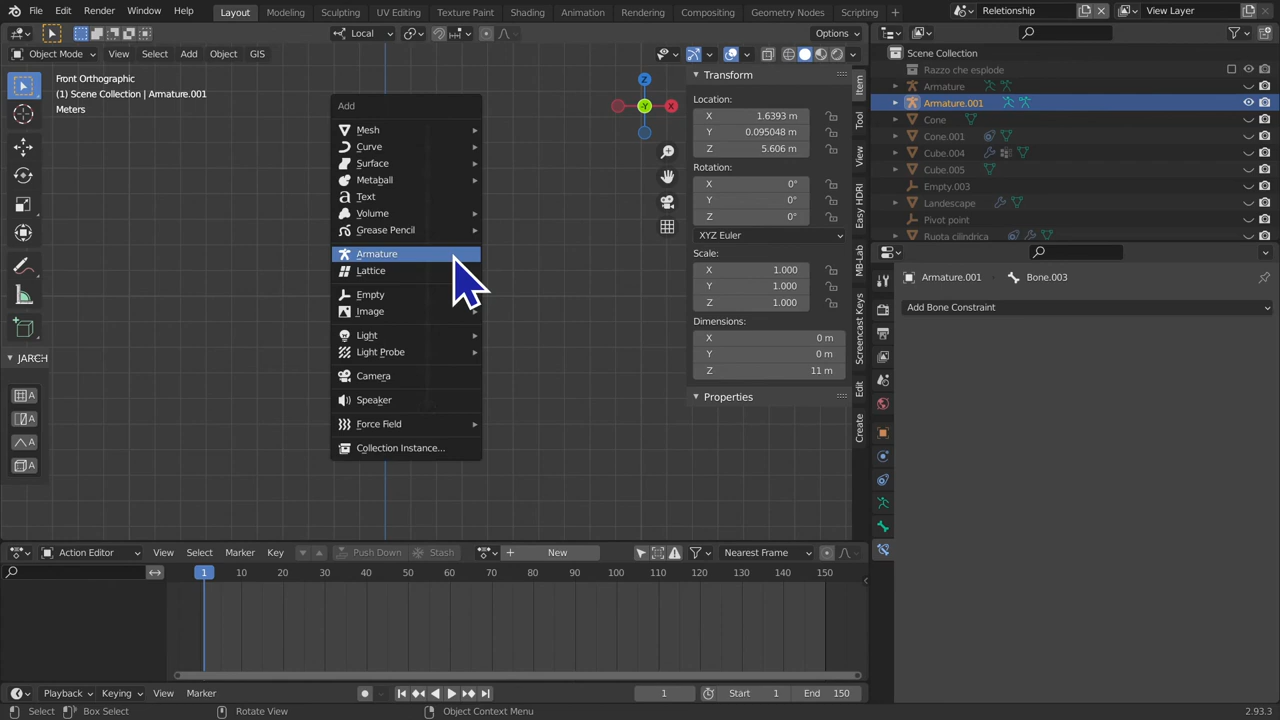 File Edit Render Window Help Layout Modeling Sculpting UV Editing Texture Paint Shading Animation Rendering Compositing Geometry Nodes Scripting + Relationship View Layer
Local Options
Object Mode View Select Add Object GIS
Front Orthographic
(1) Scene Collection | Armature.001
Meters
Add
Mesh
Curve
Surface
Metaball
Text
Volume
Grease Pencil
Armature
Lattice
Empty
Image
Light
Light Probe
Camera
Speaker
Force Field
Collection Instance...
JARCH
Z
Y
X
Transform
Location:
X 1.6393 m
Y 0.095048 m
Z 5.606 m
Rotation:
X 0°
Y 0°
Z 0°
XYZ Euler
Scale:
X 1.000
Y 1.000
Z 1.000
Dimensions:
X 0 m
Y 0 m
Z 11 m
Properties
Item
Tool
View
Easy HDRI
MB-Lab
Screencast Keys
Edit
Create
Scene Collection
Razzo che esplode
Armature
Armature.001
Cone
Cone.001
Cube.004
Cube.005
Empty.003
Landescape
Pivot point
Ruota cilindrica
Armature.001 Bone.003
Add Bone Constraint
Action Editor View Select Marker Key Push Down Stash + New Nearest Frame
1 10 20 30 40 50 60 70 80 90 100 110 120 130 140 150
Playback Keying View Marker 1 Start 1 End 150
Select Box Select Rotate View Object Context Menu 2.93.3